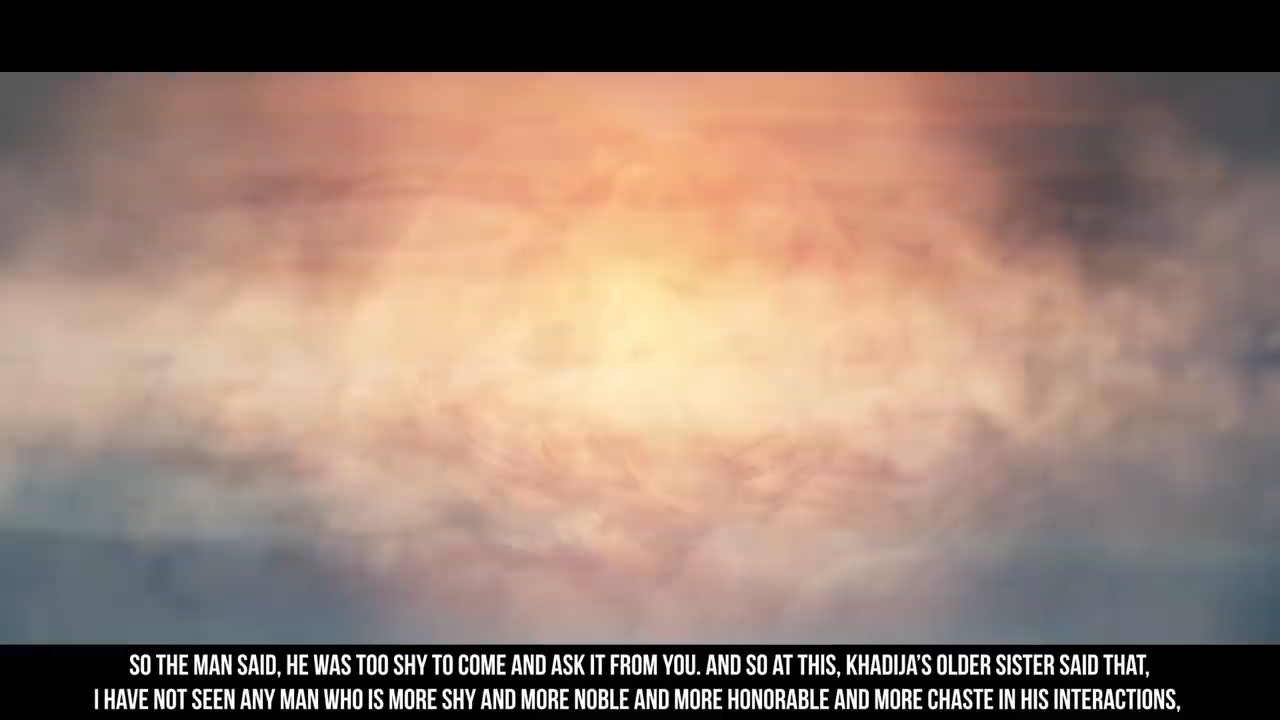 SO THE MAN SAID, HE WAS TOO SHY TO COME AND ASK IT FROM YOU. AND SO AT THIS, KHADIJA'S OLDER SISTER SAID THAT,
I HAVE NOT SEEN ANY MAN WHO IS MORE SHY AND MORE NOBLE AND MORE HONORABLE AND MORE CHASTE IN HIS INTERACTIONS,